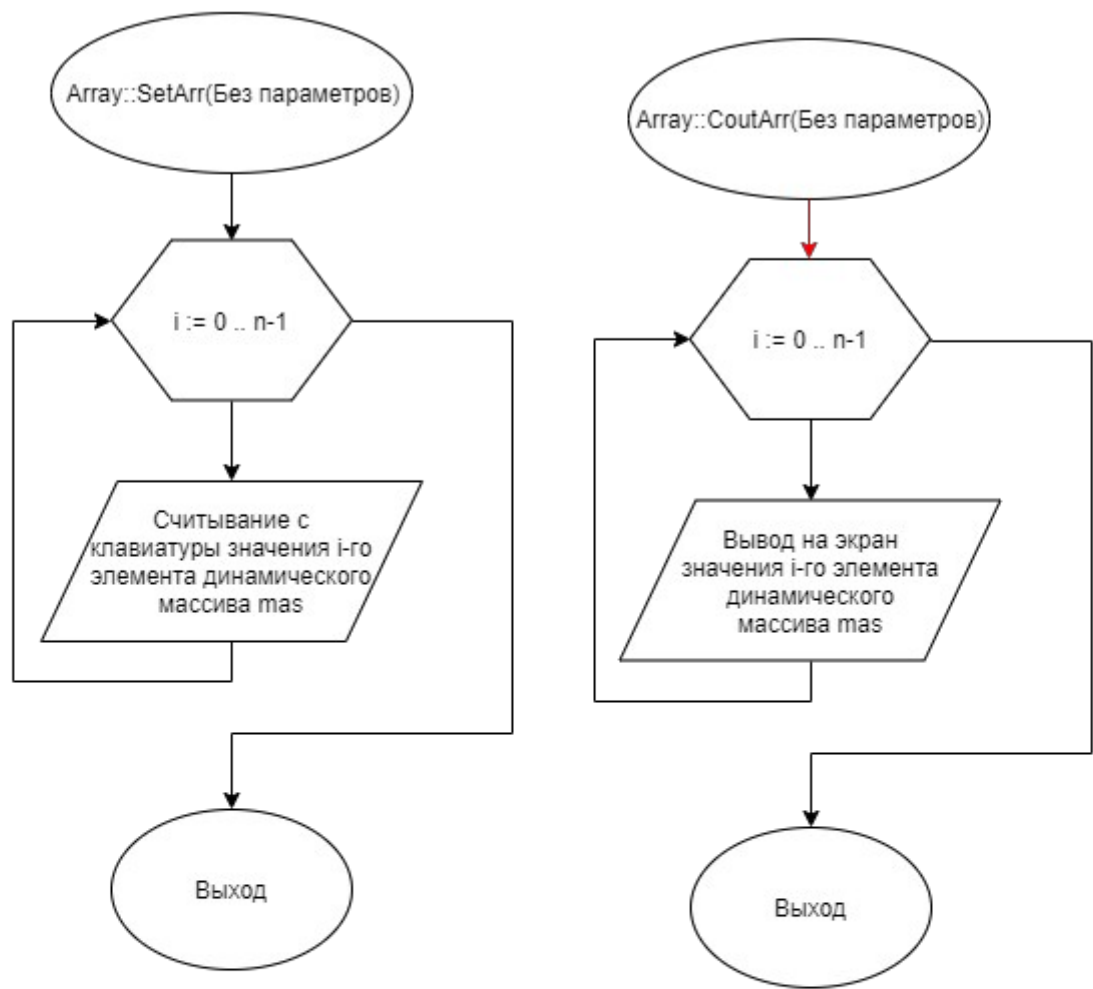 Array::SetArr(Без параметров)
i := 0 .. n-1
Считывание с
клавиатуры значения i-го
элемента динамического
массива mas
Выход
Array::CoutArr(Без параметров)
i := 0 .. n-1
Вывод на экран
значения i-го элемента
динамического
массива mas
Выход